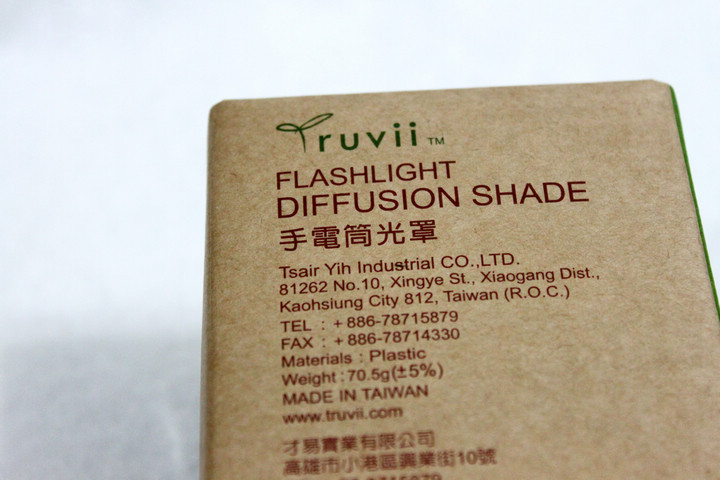 Truvii™
FLASHLIGHT
DIFFUSION SHADE
手電筒光罩
Tsair Yih Industrial CO.,LTD.
81262 No.10, Xingye St., Xiaogang Dist.,
Kaohsiung City 812, Taiwan (R.O.C.)
TEL : +886-78715879
FAX : +886-78714330
Materials : Plastic
Weight : 70.5g(±5%)
MADE IN TAIWAN
www.truvii.com
才易實業有限公司
高雄市小港區興業街10號